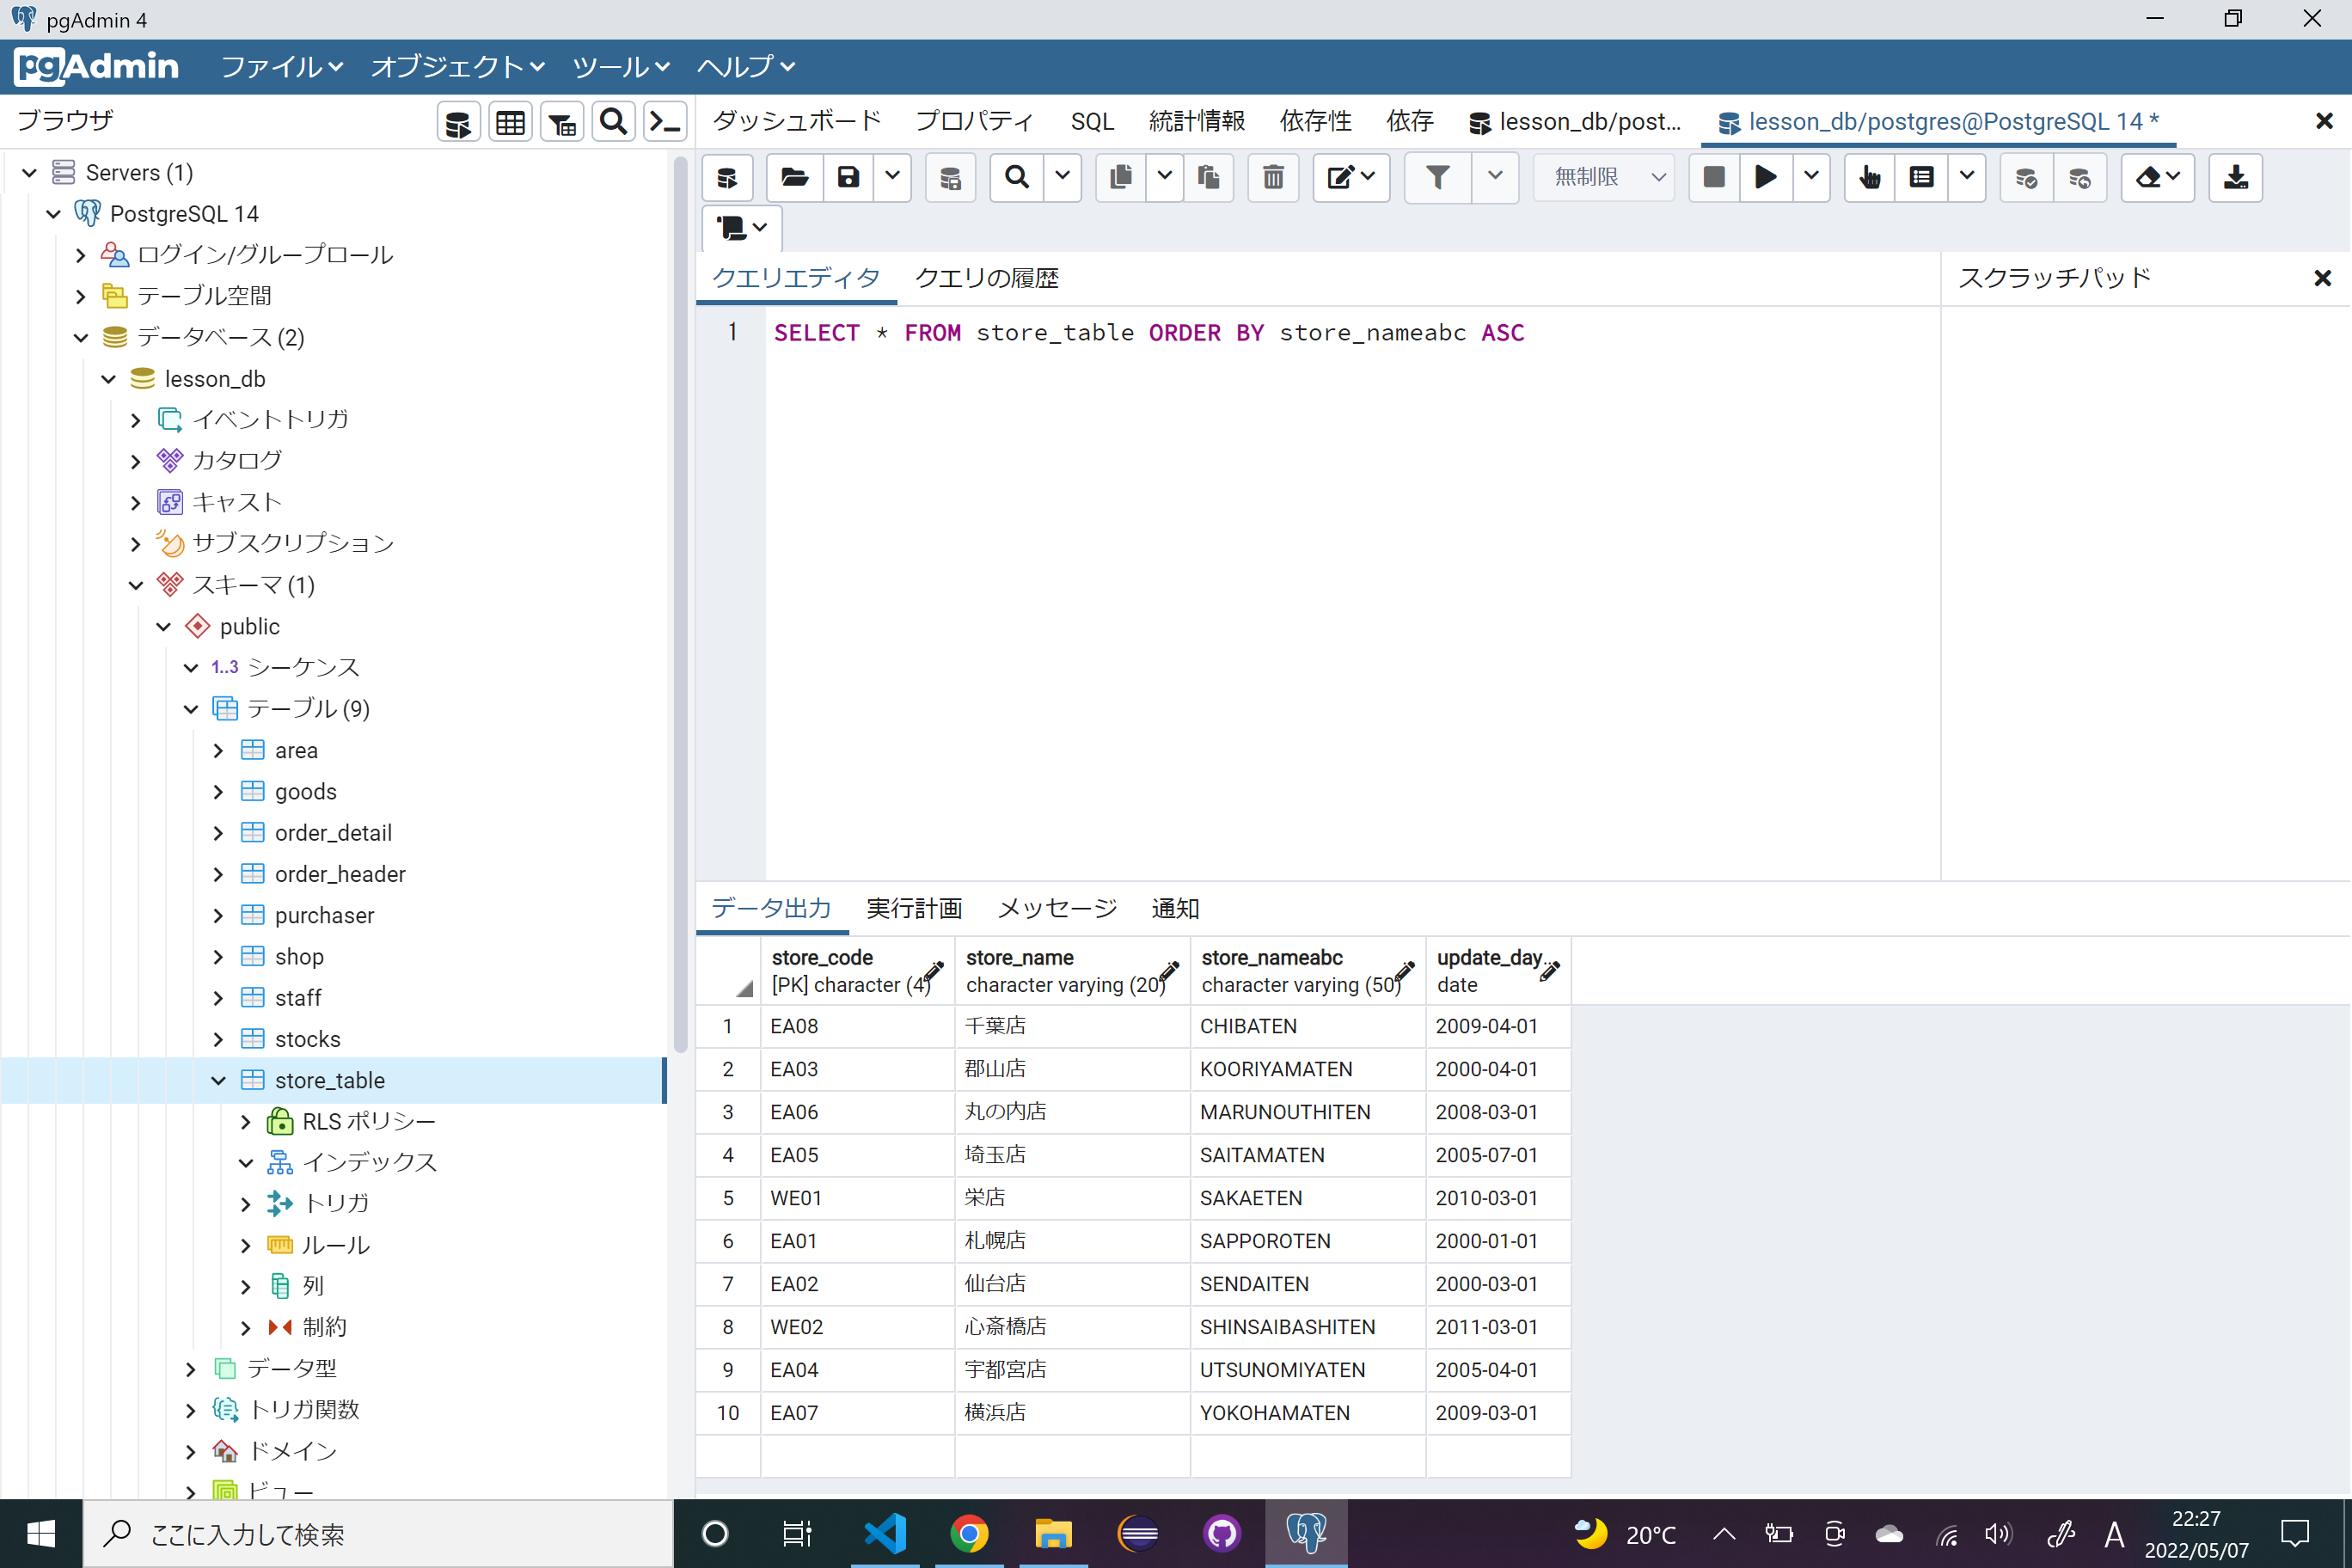 pgAdmin 4
pgAdmin ファイル オブジェクト ツール ヘルプ
ブラウザ
ダッシュボード プロパティ SQL 統計情報 依存性 依存 lesson_db/post... lesson_db/postgres@PostgreSQL 14 *
無制限
Servers (1)
PostgreSQL 14
ログイン/グループロール
テーブル空間
データベース (2)
lesson_db
イベントトリガ
カタログ
キャスト
サブスクリプション
スキーマ (1)
public
1..3 シーケンス
テーブル (9)
area
goods
order_detail
order_header
purchaser
shop
staff
stocks
store_table
RLS ポリシー
インデックス
トリガ
ルール
列
制約
データ型
トリガ関数
ドメイン
ビュー
クエリエディタ クエリの履歴
スクラッチパッド
1 SELECT * FROM store_table ORDER BY store_nameabc ASC
データ出力 実行計画 メッセージ 通知
store_code store_name store_nameabc update_day...
[PK] character (4) character varying (20) character varying (50) date
1 EA08 千葉店 CHIBATEN 2009-04-01
2 EA03 郡山店 KOORIYAMATEN 2000-04-01
3 EA06 丸の内店 MARUNOUTHITEN 2008-03-01
4 EA05 埼玉店 SAITAMATEN 2005-07-01
5 WE01 栄店 SAKAETEN 2010-03-01
6 EA01 札幌店 SAPPOROTEN 2000-01-01
7 EA02 仙台店 SENDAITEN 2000-03-01
8 WE02 心斎橋店 SHINSAIBASHITEN 2011-03-01
9 EA04 宇都宮店 UTSUNOMIYATEN 2005-04-01
10 EA07 横浜店 YOKOHAMATEN 2009-03-01
ここに入力して検索
20°C
A
22:27
2022/05/07